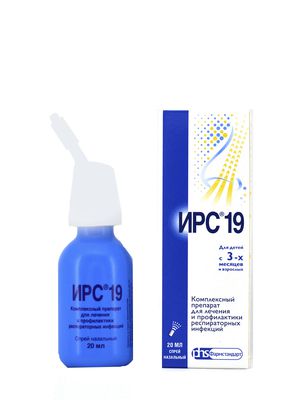 ИРС® 19
Комплексный препарат
для лечения
и профилактики
респираторных инфекций
Спрей назальный
20 мл
ИРС® 19
Для детей
с 3-х
месяцев
и взрослых
Комплексный
препарат
для лечения
и профилактики
респираторных
инфекций
20 МЛ
СПРЕЙ
НАЗАЛЬНЫЙ
phs Фармстандарт